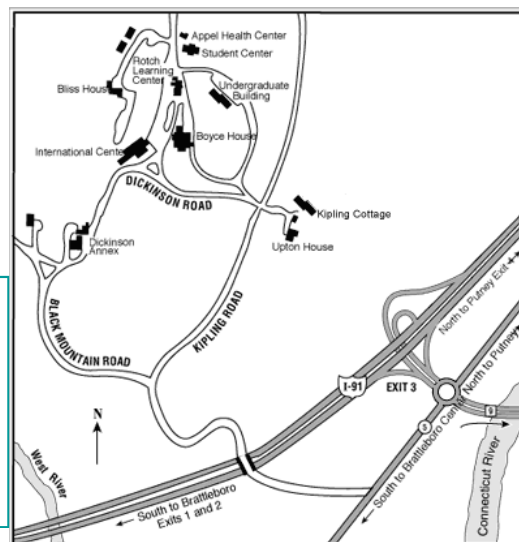 Appel Health Center
Student Center
Rotch
Learning
Center
Bliss House
Undergraduate
Building
Boyce House
International Center
DICKINSON ROAD
Kipling Cottage
Upton House
Dickinson
Annex
BLACK MOUNTAIN ROAD
KIPLING ROAD
North to Putney Exit
I-91
EXIT 3
North to Putney
5
9
South to Brattleboro Center
N
West River
South to Brattleboro
Exits 1 and 2
Connecticut River